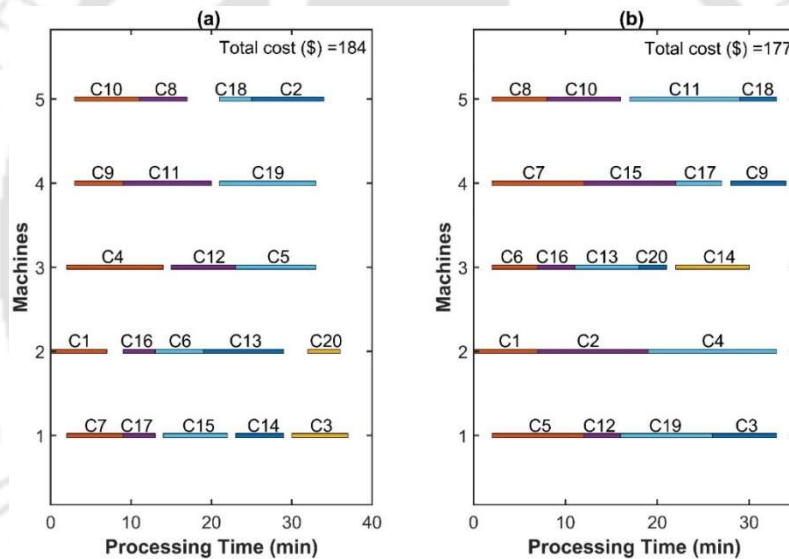 (a)
Total cost ($) =184
C10 C8 C18 C2
5
C9 C11 C19
4
C4 C12 C5
3
C1 C16 C6 C13 C20
2
C7 C17 C15 C14 C3
1
Machines
0 10 20 30 40
Processing Time (min)
(b)
Total cost ($) =177
C8 C10 C11 C18
5
C7 C15 C17 C9
4
C6 C16 C13 C20 C14
3
C1 C2 C4
2
C5 C12 C19 C3
1
Machines
0 10 20 30
Processing Time (min)